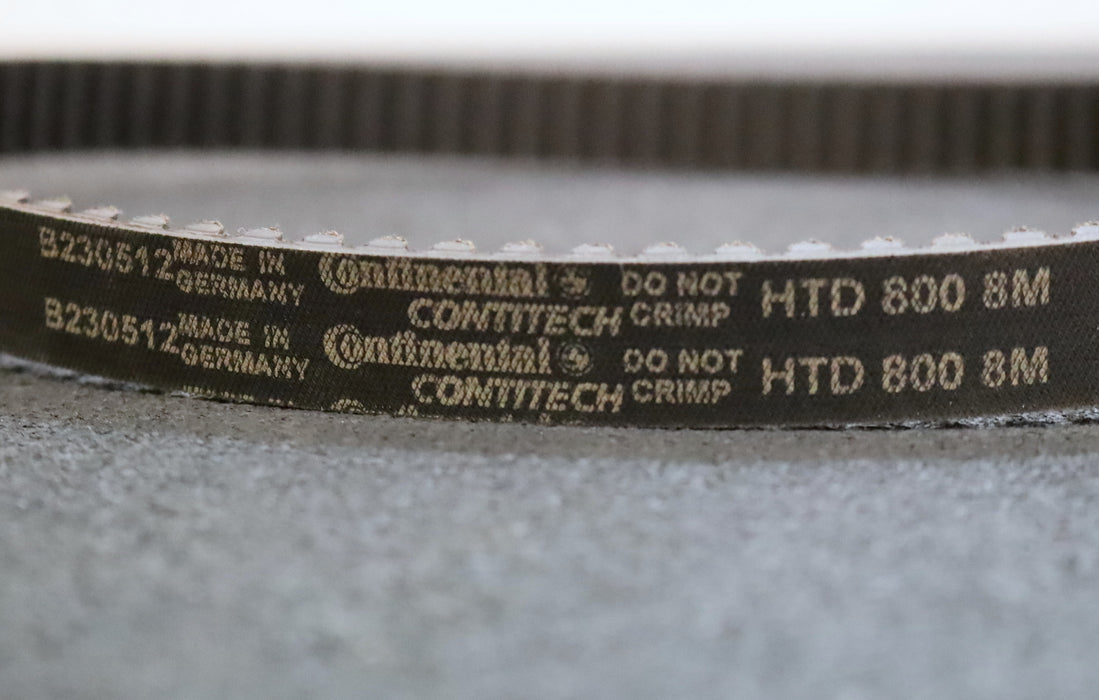 B230512 MADE IN GERMANY Continental CONTITECH DO NOT CRIMP HTD 800 8M
B230512 MADE IN GERMANY Continental CONTITECH DO NOT CRIMP HTD 800 8M